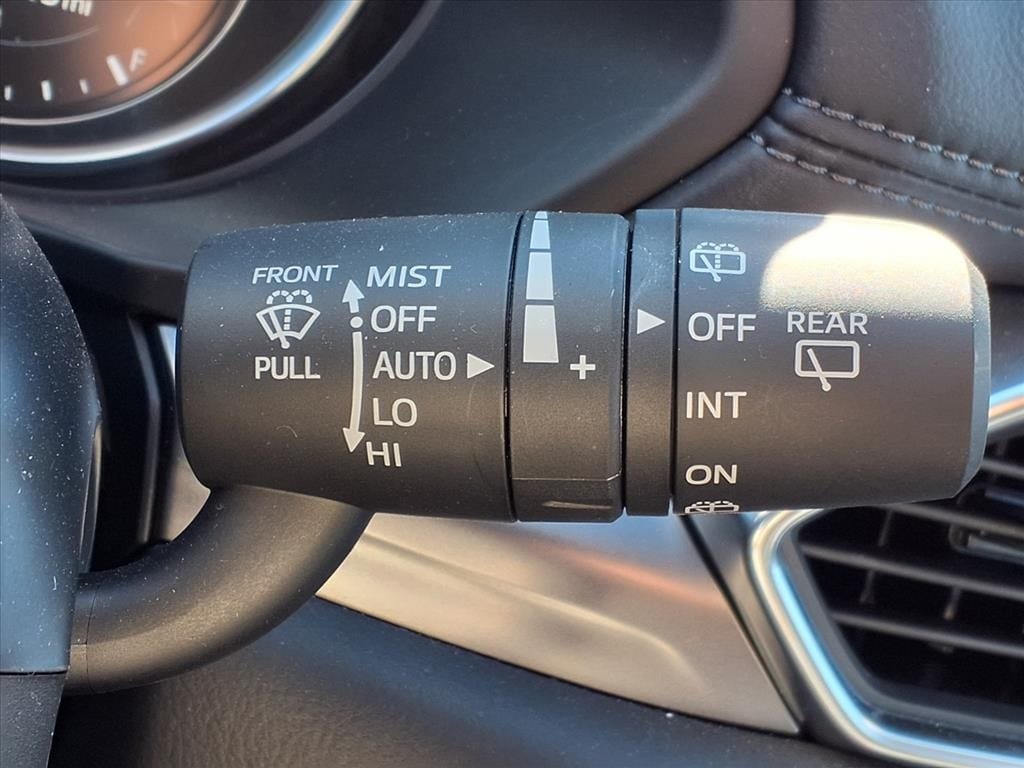 FRONT
PULL
MIST
OFF
AUTO
LO
HI
+
OFF
INT
ON
REAR
F